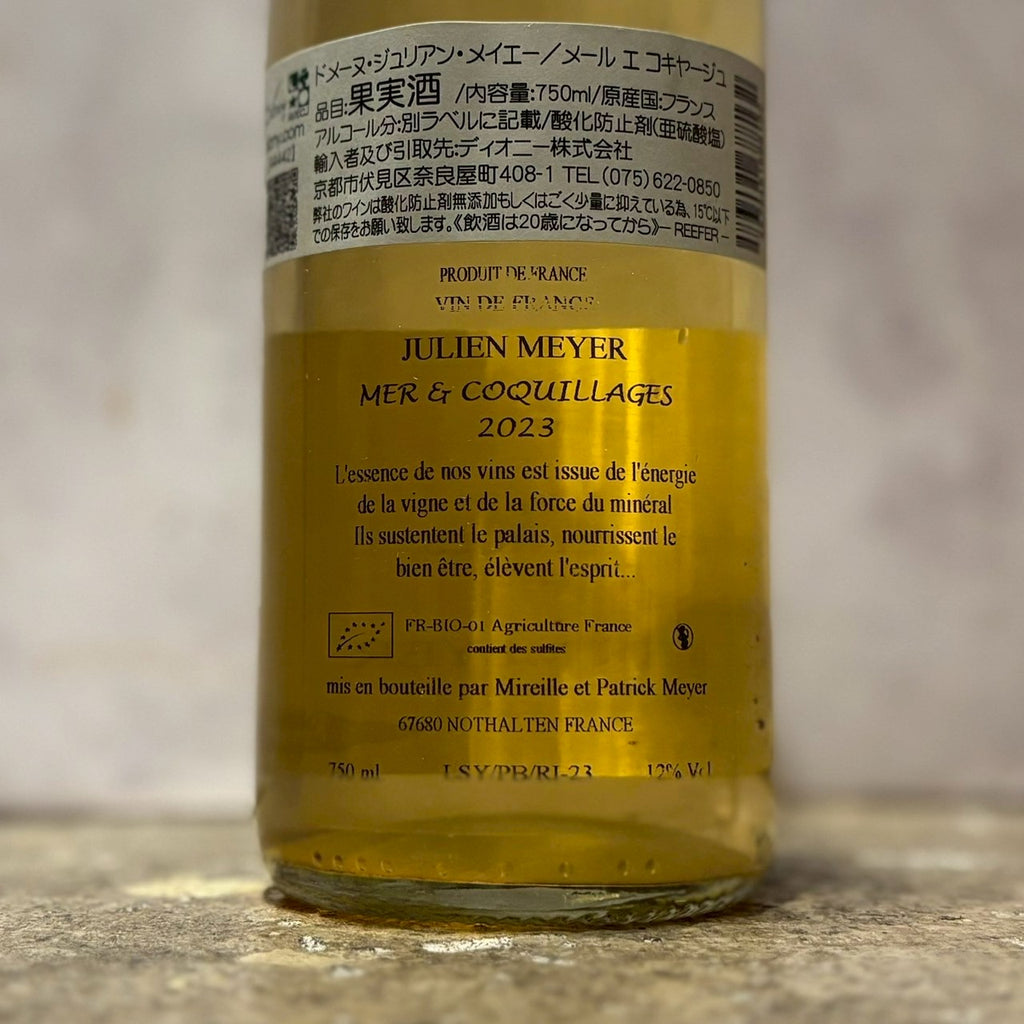 ドメーヌ・ジュリアン・メイエー／メール エ コキヤージュ
品目:果実酒 /内容量:750ml/原産国:フランス
アルコール分:別ラベルに記載/酸化防止剤(亜硫酸塩)
輸入者及び引取先:ディオニー株式会社
京都市伏見区奈良屋町408-1 TEL(075)622-0850
弊社のワインは酸化防止剤無添加もしくはごく少量に抑えている為、15℃以下
での保存をお願い致します。《飲酒は20歳になってから》– REEFER –
PRODUIT DE FRANCE
VIN DE FRANCE
JULIEN MEYER
MER & COQUILLAGES
2023
L'essence de nos vins est issue de l'énergie
de la vigne et de la force du minéral
Ils sustentent le palais, nourrissent le
bien être, élèvent l'esprit...
FR-BIO-01 Agriculture France
contient des sulfites
mis en bouteille par Mireille et Patrick Meyer
67680 NOTHALTEN FRANCE
750 ml LSY/PB/RI-23 12% Vol